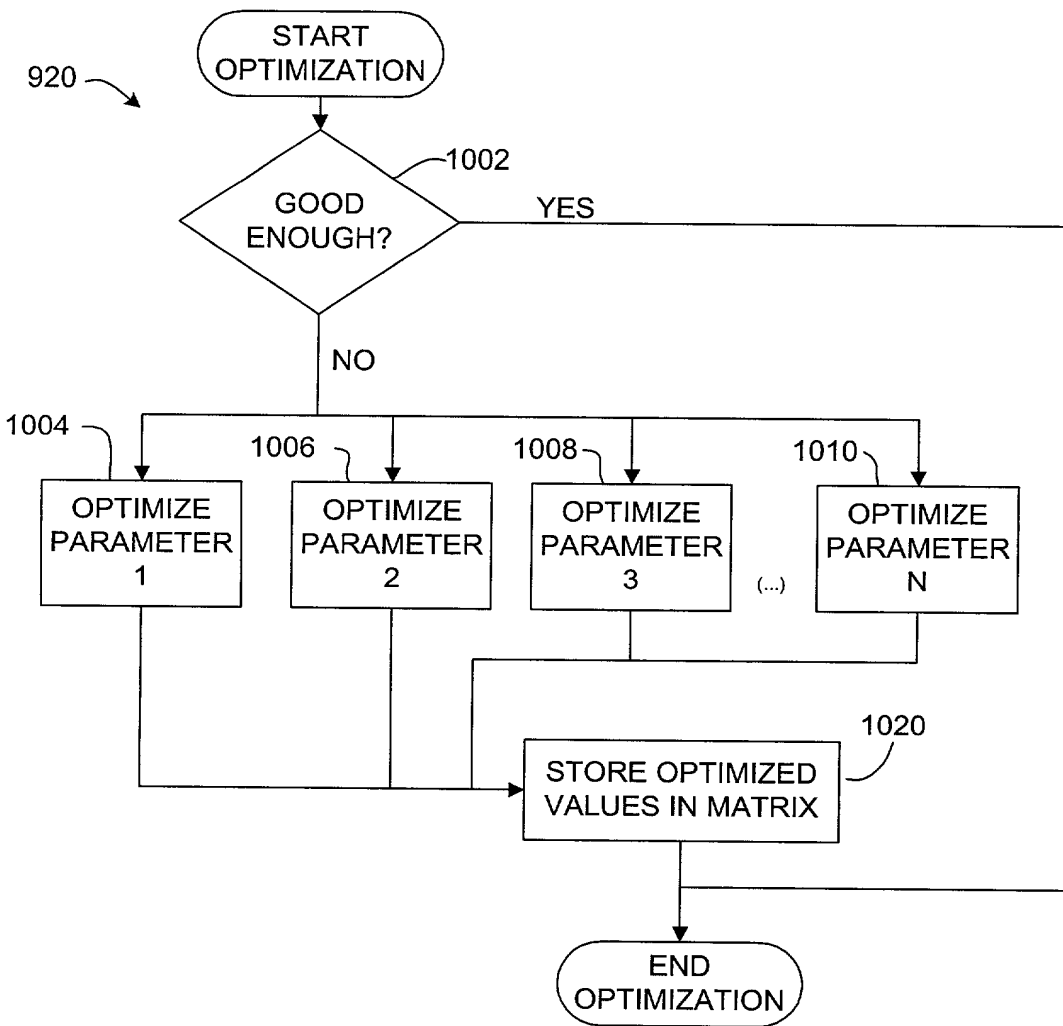 START
OPTIMIZATION
920
1002
GOOD
ENOUGH?
YES
NO
1004
1006
1008
1010
OPTIMIZE
PARAMETER
1
OPTIMIZE
PARAMETER
2
OPTIMIZE
PARAMETER
3
(...)
OPTIMIZE
PARAMETER
N
1020
STORE OPTIMIZED
VALUES IN MATRIX
END
OPTIMIZATION